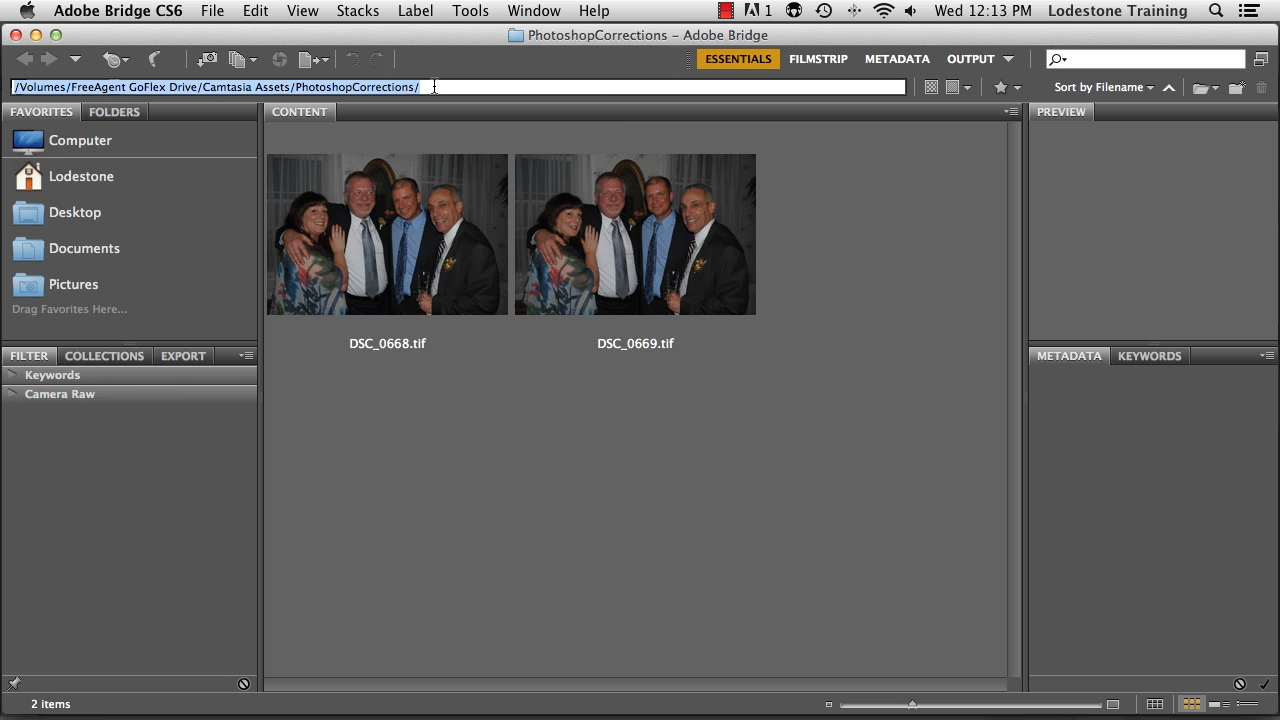 Adobe Bridge CS6 File Edit View Stacks Label Tools Window Help 1 Wed 12:13 PM Lodestone Training
PhotoshopCorrections – Adobe Bridge
ESSENTIALS FILMSTRIP METADATA OUTPUT
/Volumes/FreeAgent GoFlex Drive/Camtasia Assets/PhotoshopCorrections/ Sort by Filename
FAVORITES FOLDERS
Computer
Lodestone
Desktop
Documents
Pictures
Drag Favorites Here...
FILTER COLLECTIONS EXPORT
Keywords
Camera Raw
CONTENT
DSC_0668.tif DSC_0669.tif
PREVIEW
METADATA KEYWORDS
2 items